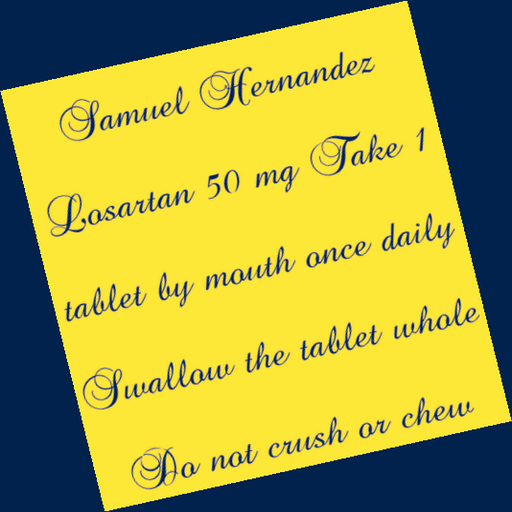 Samuel Hernandez
Losartan 50 mg Take 1
tablet by mouth once daily
Swallow the tablet whole
Do not crush or chew